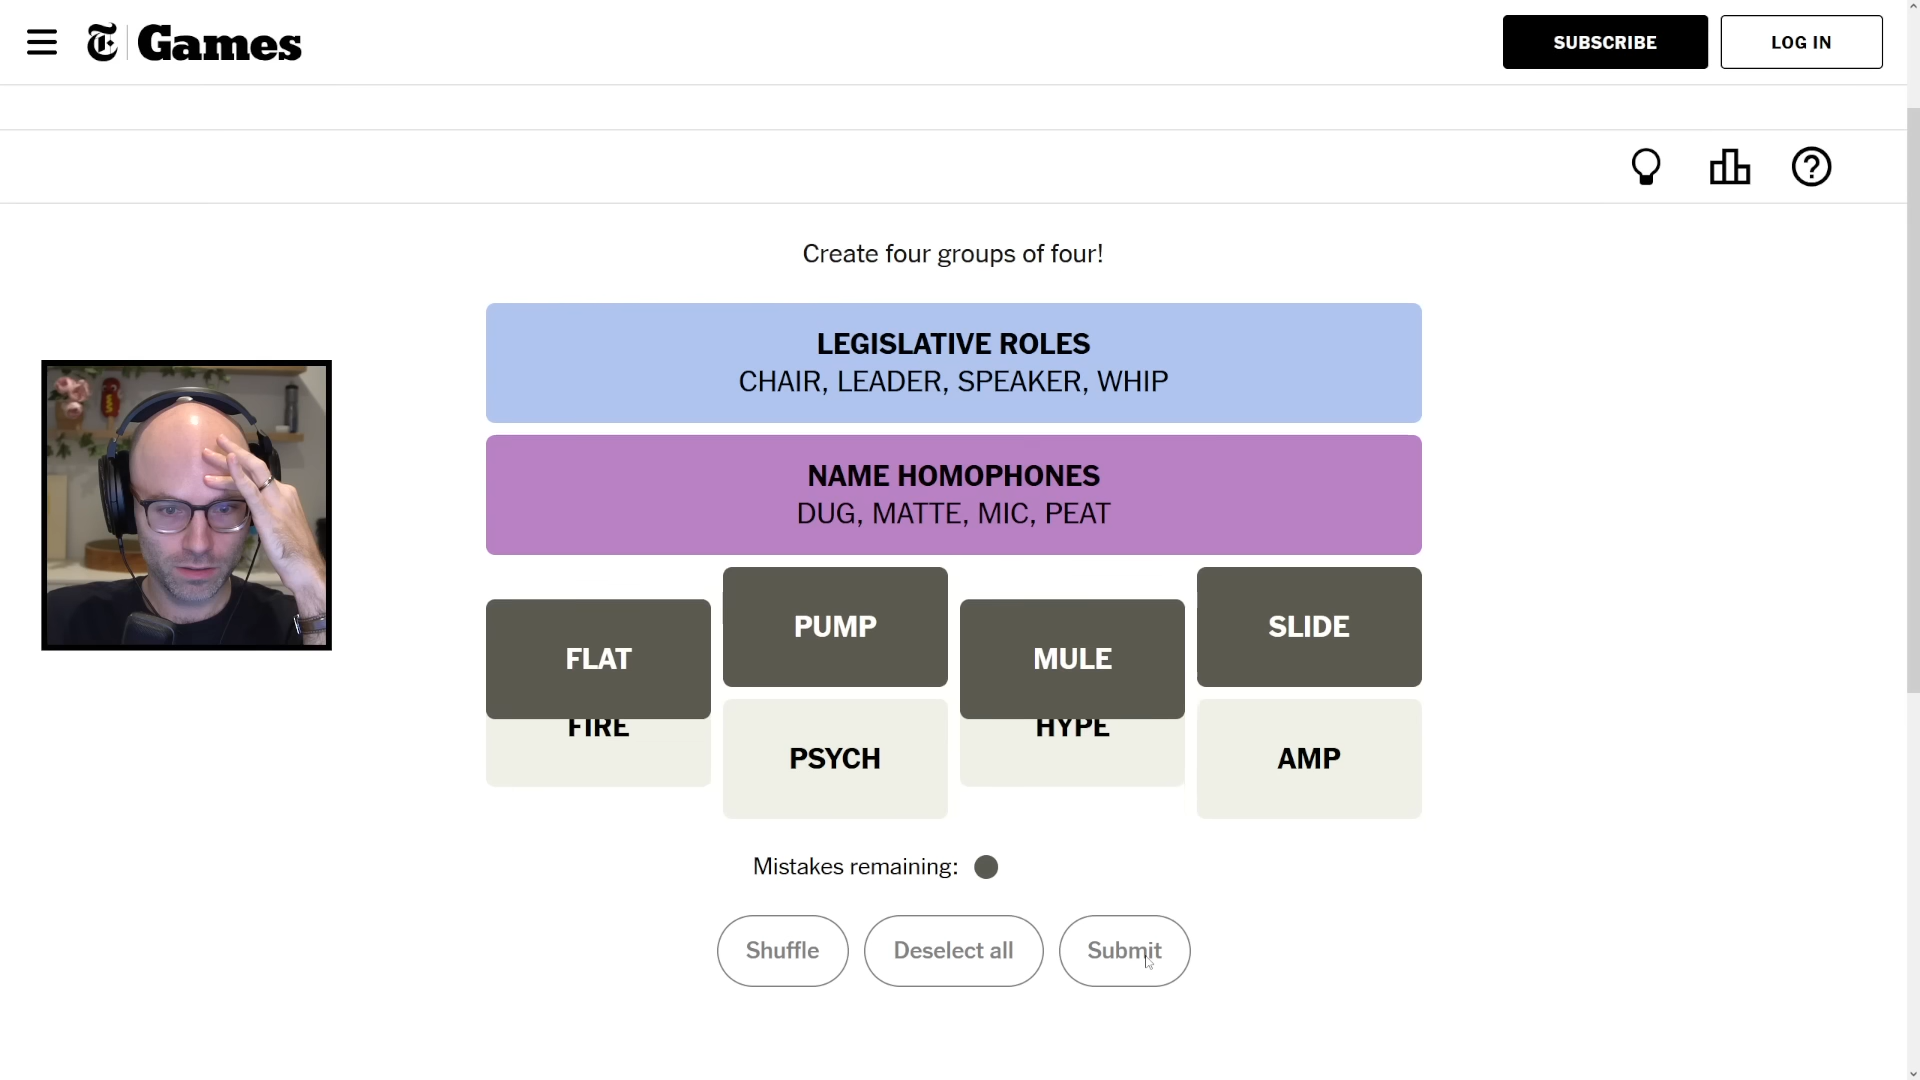 Games
SUBSCRIBE
LOG IN
Create four groups of four!
LEGISLATIVE ROLES
CHAIR, LEADER, SPEAKER, WHIP
NAME HOMOPHONES
DUG, MATTE, MIC, PEAT
FLAT PUMP MULE SLIDE
FIRE PSYCH HYPE AMP
Mistakes remaining:
Shuffle Deselect all Submit